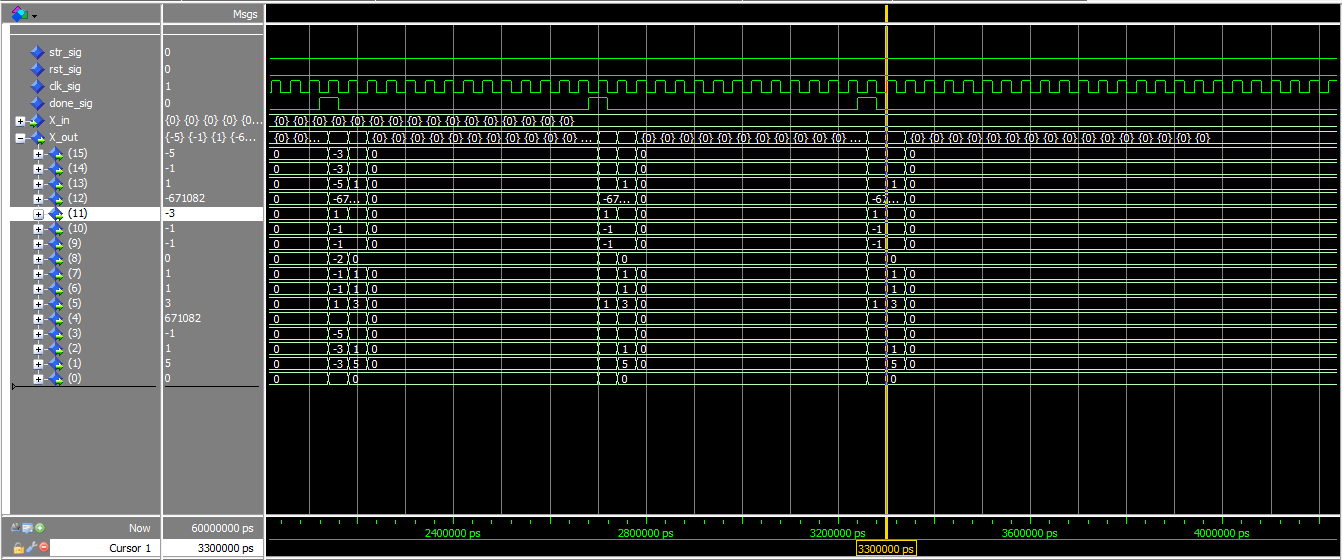 Msgs
str_sig 0
rst_sig 0
clk_sig 1
done_sig 0
X_in {0} {0} {0} {0} {0... {0} {0} {0} {0} {0} {0} {0} {0} {0} {0} {0} {0} {0} {0} {0} {0}
X_out {-5} {-1} {1} {-6... {0} {0}... {0} {0} {0} {0} {0} {0} {0} {0} {0} {0} {0} ... {0} {0} {0} {0} {0} {0} {0} {0} {0} {0} {0} ... {0} {0} {0} {0} {0} {0} {0} {0} {0} {0} {0} {0} {0} {0} {0} {0}
(15) -5 0 -3 0 0 0
(14) -1 0 -3 0 0 0
(13) 1 0 -5 1 0 1 0 1 0
(12) -671082 0 -67... 0 -67... 0 -67... 0
(11) -3 0 1 0 1 0 1 0
(10) -1 0 -1 0 -1 0 -1 0
(9) -1 0 -1 0 -1 0 -1 0
(8) 0 0 -2 0 0 0
(7) 1 0 -1 1 0 1 0 1 0
(6) 1 0 -1 1 0 1 0 1 0
(5) 3 0 1 3 0 1 3 0 1 3 0
(4) 671082 0 0 0 0
(3) -1 0 -5 0 0 0
(2) 1 0 -3 1 0 1 0 1 0
(1) 5 0 -3 5 0 5 0 5 0
(0) 0 0 0 0 0
Now 60000000 ps 2400000 ps 2800000 ps 3200000 ps 3600000 ps 4000000 ps
Cursor 1 3300000 ps 3300000 ps